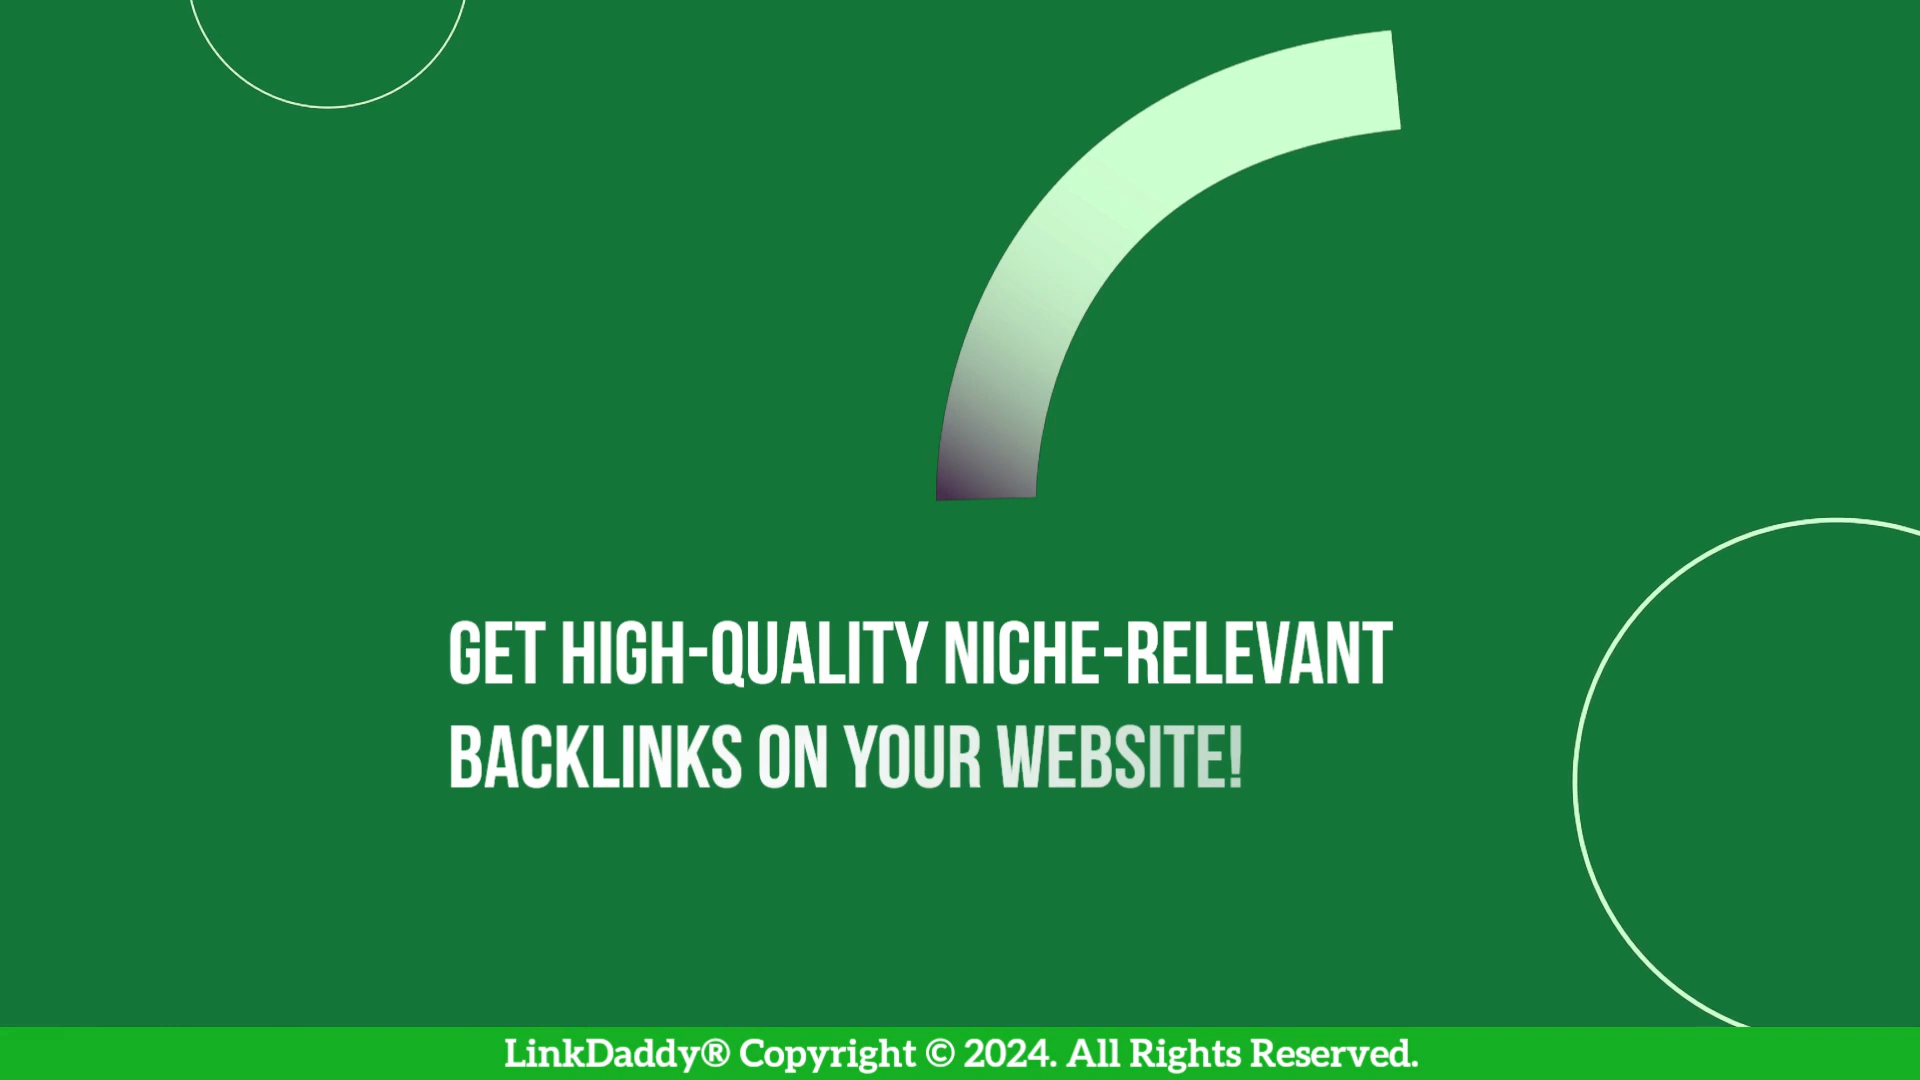 GET HIGH-QUALITY NICHE-RELEVANT
BACKLINKS ON YOUR WEBSITE!
LinkDaddy® Copyright © 2024. All Rights Reserved.